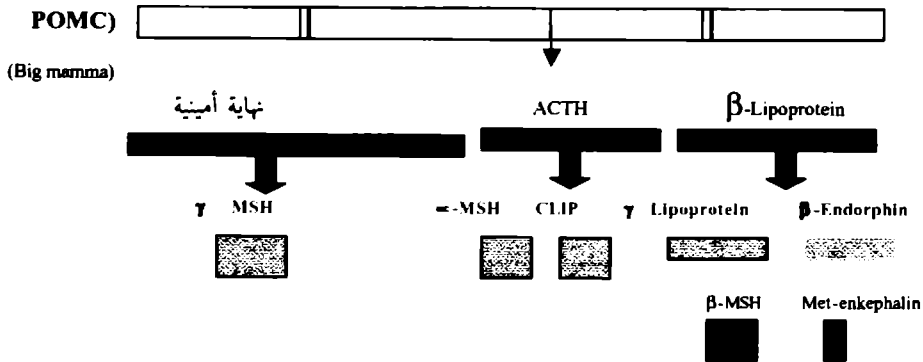 POMC)
(Big mamma)
نهاية أمينية ACTH β-Lipoprotein
γ MSH ∝-MSH CLIP γ Lipoprotein β-Endorphin
β-MSH Met-enkephalin